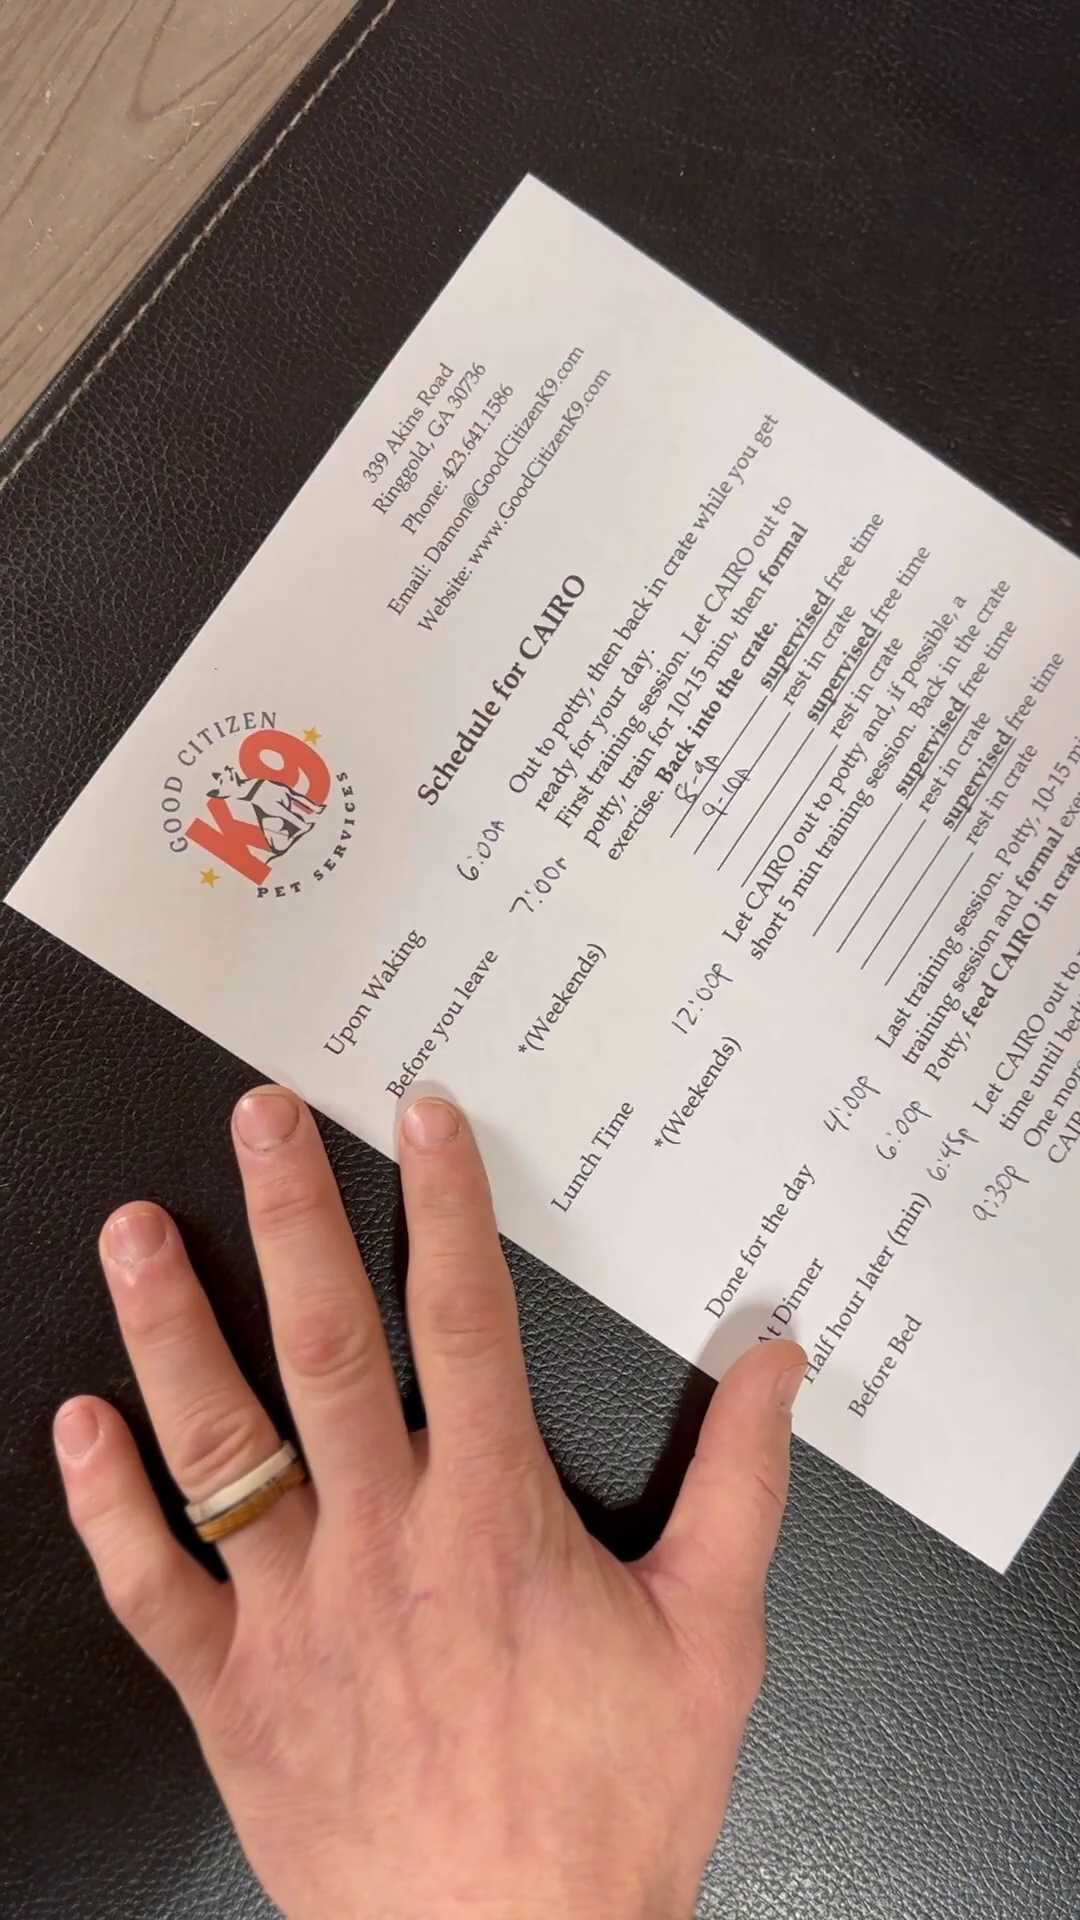 GOOD CITIZEN
K9
PET SERVICES
339 Akins Road
Ringgold, GA 30736
Phone: 423.641.1586
Email: Damon@GoodCitizenK9.com
Website: www.GoodCitizenK9.com
Schedule for CAIRO
Upon Waking 6:00A Out to potty, then back in crate while you get
ready for your day.
Before you leave 7:00A First training session. Let CAIRO out to
potty, train for 10-15 min, then formal
exercise. Back into the crate.
*(Weekends) 8-9A supervised free time
9-10A rest in crate
supervised free time
rest in crate
Lunch Time 12:00P Let CAIRO out to potty and, if possible, a
short 5 min training session. Back in the crate
*(Weekends) supervised free time
rest in crate
supervised free time
rest in crate
Done for the day 4:00P Last training session. Potty, 10-15 mi
training session and formal exer
At Dinner 6:00P Potty, feed CAIRO in crate
Half hour later (min) 6:45P Let CAIRO out to
time until bed
Before Bed 9:30P One more
CAIR